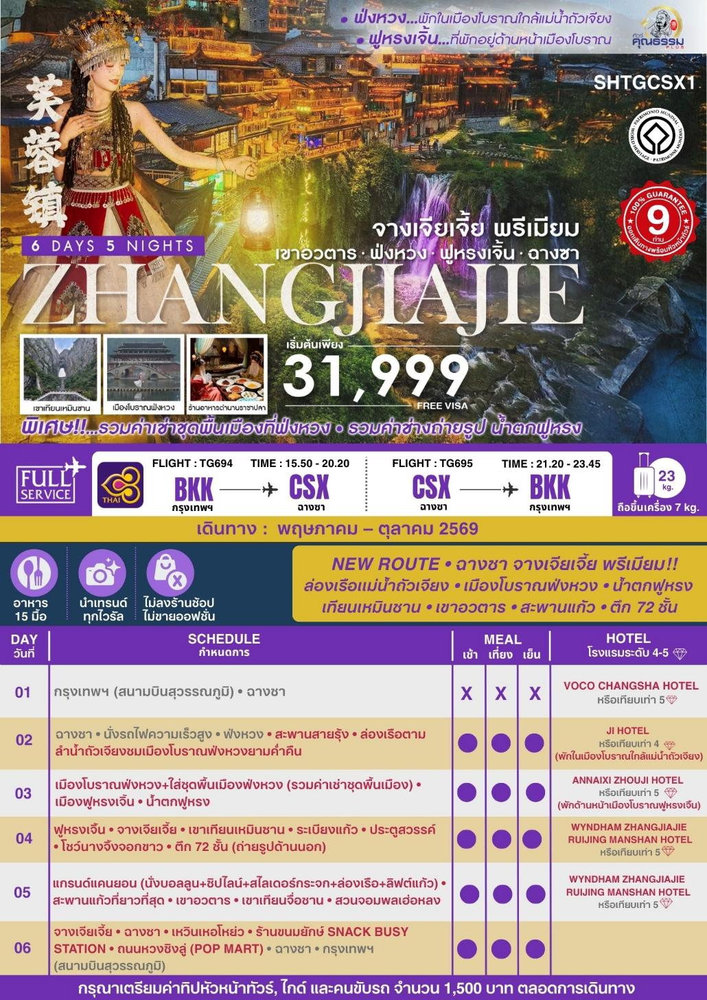 • ฟ่งหวง...พักในเมืองโบราณใกล้แม่น้ำถัวเจียง
• ฟูหรงเจิ้น...ที่พักอยู่ด้านหน้าเมืองโบราณ
ทัวร์
คุณธรรม
PLUS
SHTGCSX1
芙蓉镇
PATRIMONIO MUNDIAL • WORLD HERITAGE • PATRIMOINE MONDIAL
100% GUARANTEE
9
ท่าน
ออกเดินทางพร้อมหัวหน้าทัวร์
จางเจียเจี้ย พรีเมียม
6 DAYS 5 NIGHTS
เขาอวตาร · ฟ่งหวง · ฟูหรงเจิ้น · ฉางซา
ZHANGJIAJIE
เริ่มต้นเพียง
31,999
FREE VISA
เขาเทียนเหมินซาน
เมืองโบราณฟ่งหวง
ร้านอาหารตำนานราชาปลา
พิเศษ!!...รวมค่าเช่าชุดพื้นเมืองที่ฟ่งหวง • รวมค่าช่างถ่ายรูป น้ำตกฟูหรง
FULL SERVICE
THAI
FLIGHT : TG694 TIME : 15.50 - 20.20
BKK CSX
กรุงเทพฯ ฉางซา
FLIGHT : TG695 TIME : 21.20 - 23.45
CSX BKK
ฉางซา กรุงเทพฯ
23 kg.
ถือขึ้นเครื่อง 7 kg.
เดินทาง : พฤษภาคม – ตุลาคม 2569
อาหาร
15 มื้อ
นำเทรนด์
ทุกไวรัล
X
ไม่ลงร้านช้อป
ไม่ขายออฟชั่น
NEW ROUTE • ฉางซา จางเจียเจี้ย พรีเมียม!!
ล่องเรือแม่น้ำถัวเจียง • เมืองโบราณฟ่งหวง • น้ำตกฟูหรง
เทียนเหมินซาน • เขาอวตาร • สะพานแก้ว • ตึก 72 ชั้น
DAY SCHEDULE MEAL HOTEL
วันที่ กำหนดการ เช้า เที่ยง เย็น โรงแรมระดับ 4-5
01 กรุงเทพฯ (สนามบินสุวรรณภูมิ) • ฉางซา X X X
VOCO CHANGSHA HOTEL
หรือเทียบเท่า 5
02 ฉางซา • นั่งรถไฟความเร็วสูง • ฟ่งหวง • สะพานสายรุ้ง • ล่องเรือตาม
ลำน้ำถัวเจียงชมเมืองโบราณฟ่งหวงยามค่ำคืน
JI HOTEL
หรือเทียบเท่า 4
(พักในเมืองโบราณใกล้แม่น้ำถัวเจียง)
03 เมืองโบราณฟ่งหวง+ใส่ชุดพื้นเมืองฟ่งหวง (รวมค่าเช่าชุดพื้นเมือง) •
เมืองฟูหรงเจิ้น • น้ำตกฟูหรง
ANNAIXI ZHOUJI HOTEL
หรือเทียบเท่า 5
(พักด้านหน้าเมืองโบราณฟูหรงเจิ้น)
04 ฟูหรงเจิ้น • จางเจียเจี้ย • เขาเทียนเหมินซาน • ระเบียงแก้ว • ประตูสวรรค์
• โชว์นางจิ้งจอกขาว • ตึก 72 ชั้น (ถ่ายรูปด้านนอก)
WYNDHAM ZHANGJIAJIE
RUIJING MANSHAN HOTEL
หรือเทียบเท่า 5
05 แกรนด์แคนยอน (นั่งบอลลูน+ซิปไลน์+สไลเดอร์กระจก+ล่องเรือ+ลิฟต์แก้ว) •
สะพานแก้วที่ยาวที่สุด • เขาอวตาร • เขาเทียนจื่อซาน • สวนจอมพลเฮ่อหลง
WYNDHAM ZHANGJIAJIE
RUIJING MANSHAN HOTEL
หรือเทียบเท่า 5
06 จางเจียเจี้ย • ฉางซา • เหวินเหอโหย่ว • ร้านขนมยักษ์ SNACK BUSY
STATION • ถนนหวงซิงลู่ (POP MART) • ฉางซา • กรุงเทพฯ
(สนามบินสุวรรณภูมิ)
กรุณาเตรียมค่าทิปหัวหน้าทัวร์, ไกด์ และคนขับรถ จำนวน 1,500 บาท ตลอดการเดินทาง